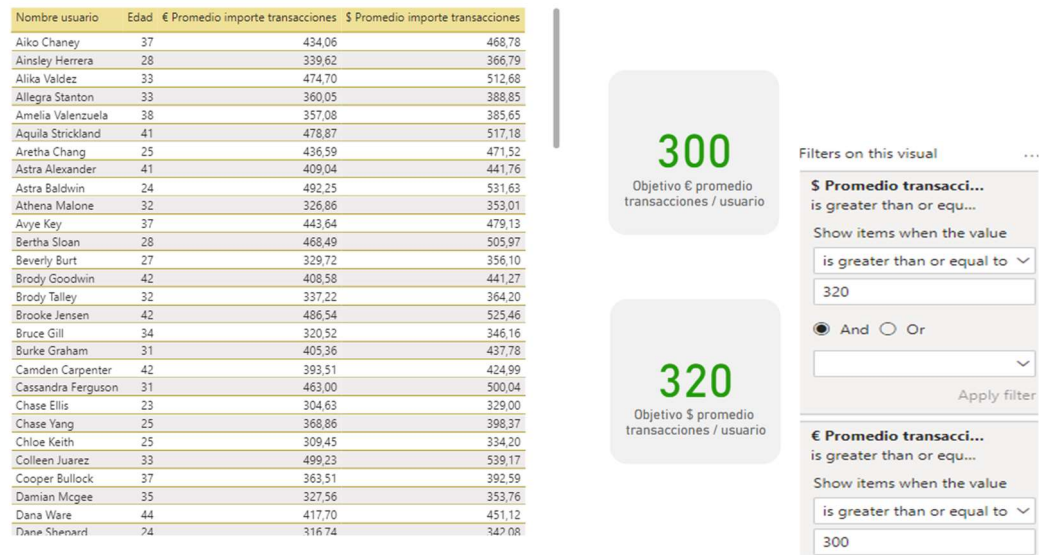 Nombre usuario Edad € Promedio importe transacciones $ Promedio importe transacciones
Aiko Chaney 37 434,06 468,78
Ainsley Herrera 28 339,62 366,79
Alika Valdez 33 474,70 512,68
Allegra Stanton 33 360,05 388,85
Amelia Valenzuela 38 357,08 385,65
Aquila Strickland 41 478,87 517,18
Aretha Chang 25 436,59 471,52
Astra Alexander 41 409,04 441,76
Astra Baldwin 24 492,25 531,63
Athena Malone 32 326,86 353,01
Avye Key 37 443,64 479,13
Bertha Sloan 28 468,49 505,97
Beverly Burt 27 329,72 356,10
Brody Goodwin 42 408,58 441,27
Brody Talley 32 337,22 364,20
Brooke Jensen 42 486,54 525,46
Bruce Gill 34 320,52 346,16
Burke Graham 31 405,36 437,78
Camden Carpenter 42 393,51 424,99
Cassandra Ferguson 31 463,00 500,04
Chase Ellis 23 304,63 329,00
Chase Yang 25 368,86 398,37
Chloe Keith 25 309,45 334,20
Colleen Juarez 33 499,23 539,17
Cooper Bullock 37 363,51 392,59
Damian Mcgee 35 327,56 353,76
Dana Ware 44 417,70 451,12
Dane Shepard 24 316,74 342,08
300
Objetivo € promedio
transacciones / usuario
320
Objetivo $ promedio
transacciones / usuario
Filters on this visual ...
$ Promedio transacci...
is greater than or equ...
Show items when the value
is greater than or equal to
320
And Or
Apply filter
€ Promedio transacci...
is greater than or equ...
Show items when the value
is greater than or equal to
300